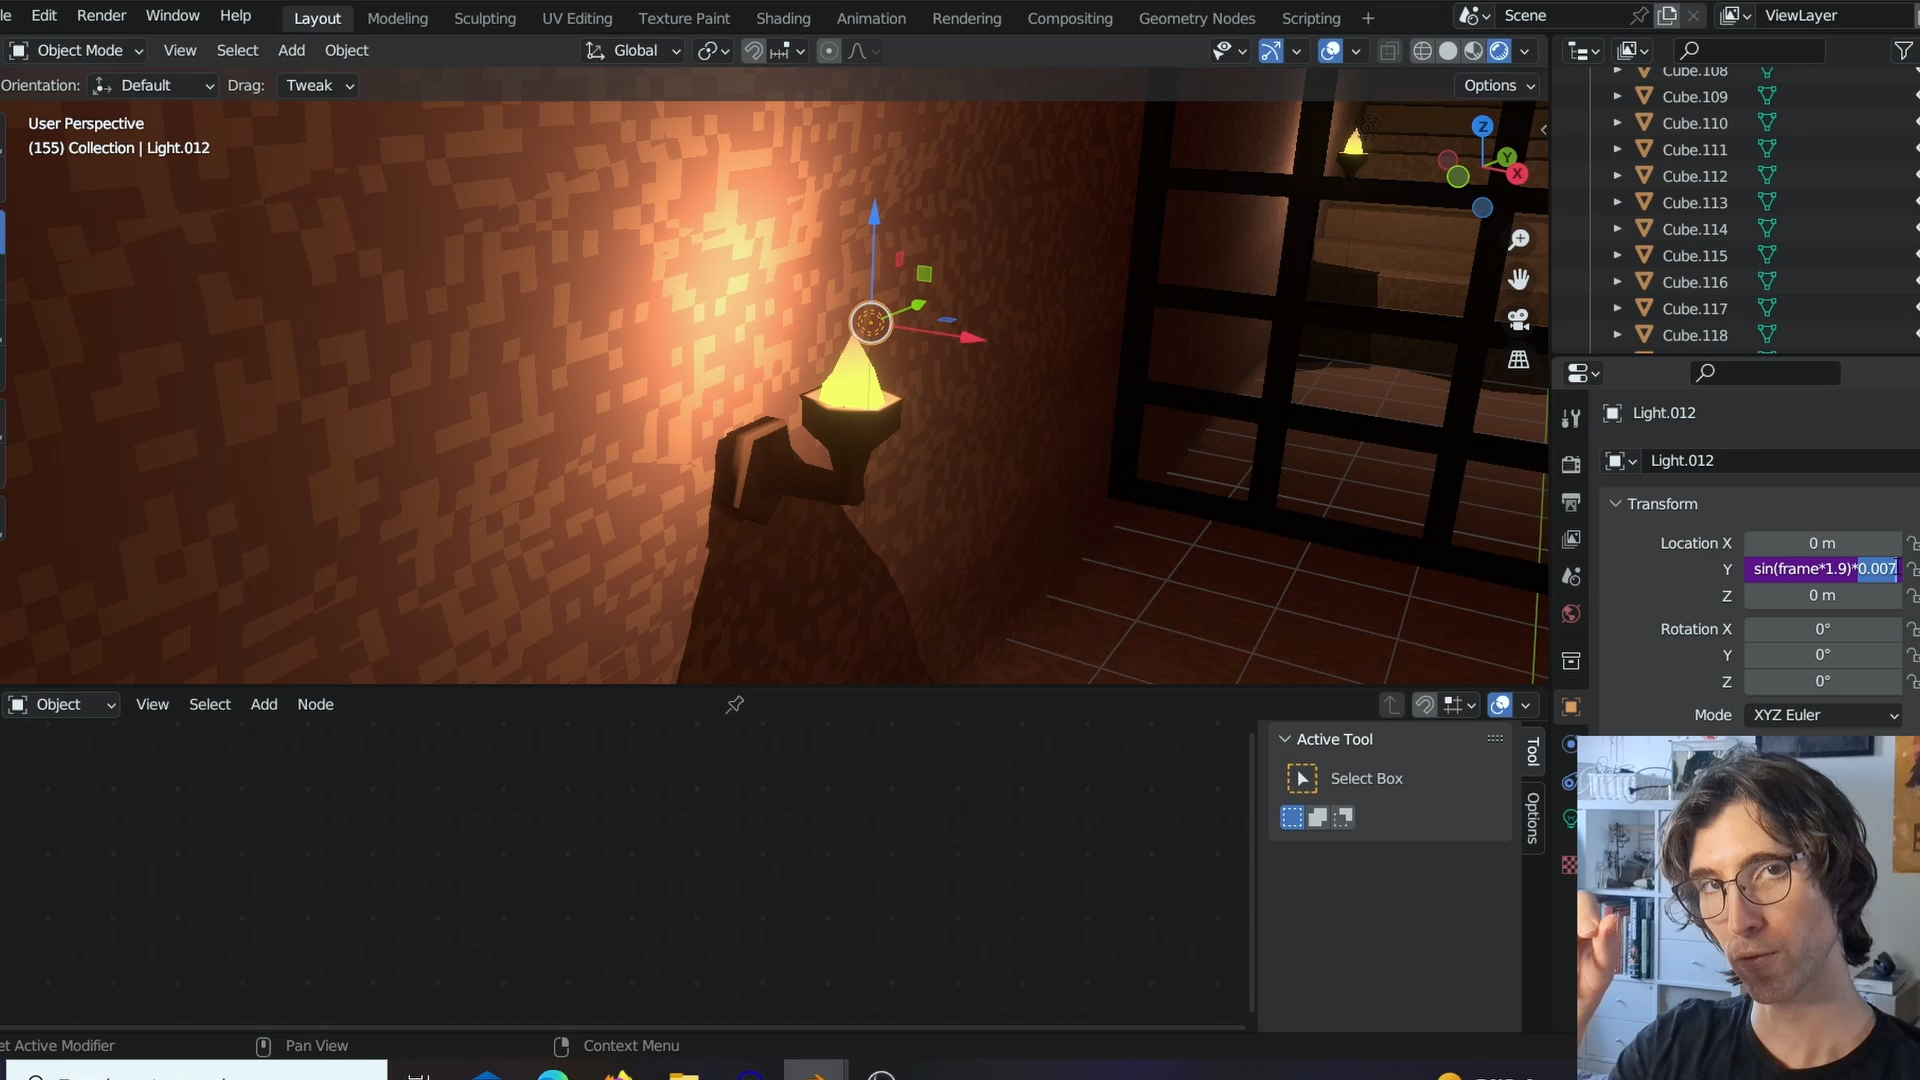 Edit Render Window Help
Layout Modeling Sculpting UV Editing Texture Paint Shading Animation Rendering Compositing Geometry Nodes Scripting +
Scene
ViewLayer
Object Mode View Select Add Object
Global
Orientation: Default Drag: Tweak
Options
User Perspective
(155) Collection | Light.012
Z
Y
X
Cube.108
Cube.109
Cube.110
Cube.111
Cube.112
Cube.113
Cube.114
Cube.115
Cube.116
Cube.117
Cube.118
Light.012
Light.012
Transform
Location X 0 m
Y sin(frame*1.9)*0.007
Z 0 m
Rotation X 0°
Y 0°
Z 0°
Mode XYZ Euler
Object View Select Add Node
Active Tool
Select Box
Tool
Options
et Active Modifier
Pan View
Context Menu